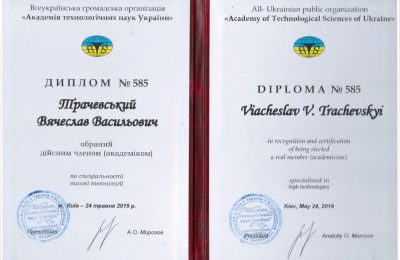 Всеукраїнська громадська організація
«Академія технологічних наук України»
ДИПЛОМ № 585
Трачевський
Вячеслав Васильович
обраний
дійсним членом (академіком)
по спеціальності
високі технології
м. Київ – 24 травня 2019 р.
Президент
А.О. Морозов
All- Ukrainian public organization
«Academy of Technological Sciences of Ukraine»
DIPLOMA № 585
Viacheslav V. Trachevskyi
in recognition and certification
of being elected
a real member (academician)
specialized in
high technologies
Kiev, May 24, 2019
President
Anatoly O. Morozov